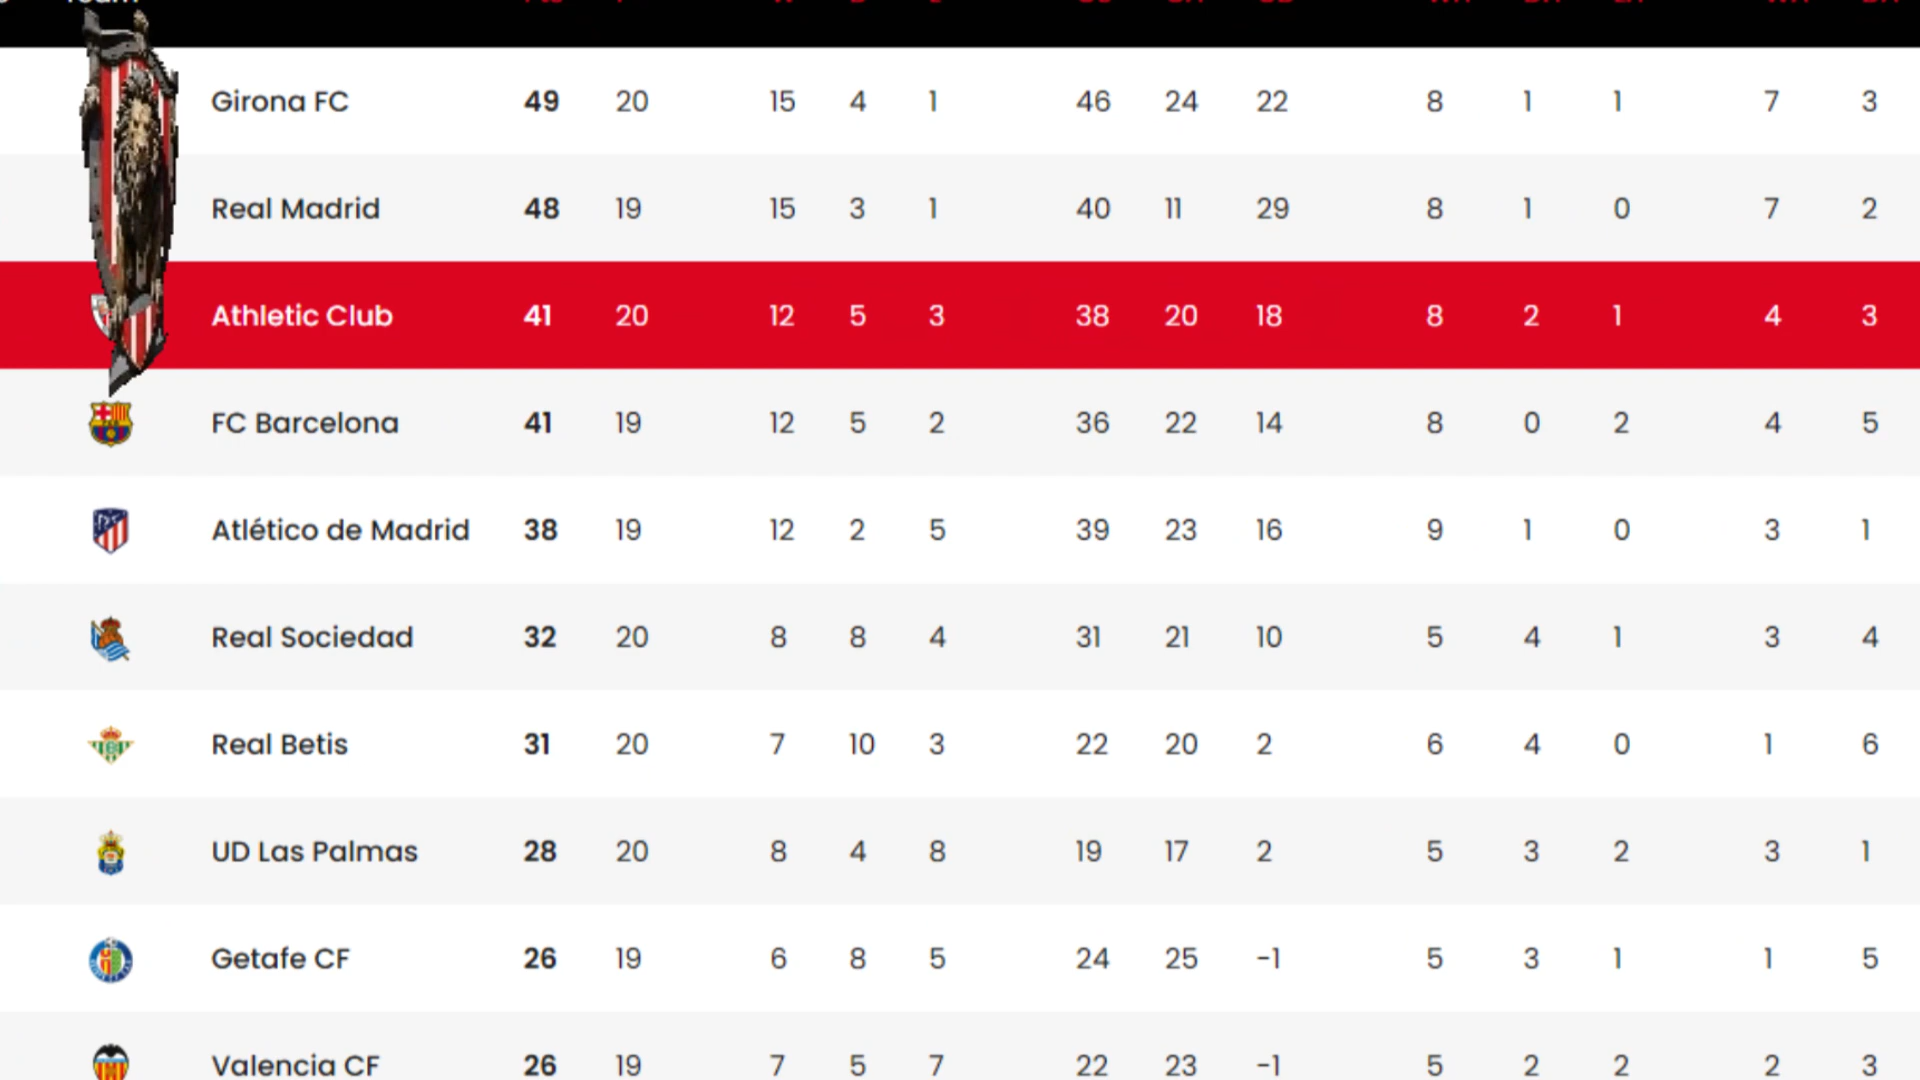 Team
Girona FC 49 20 15 4 1 46 24 22 8 1 1 7 3
Real Madrid 48 19 15 3 1 40 11 29 8 1 0 7 2
Athletic Club 41 20 12 5 3 38 20 18 8 2 1 4 3
FC Barcelona 41 19 12 5 2 36 22 14 8 0 2 4 5
Atlético de Madrid 38 19 12 2 5 39 23 16 9 1 0 3 1
Real Sociedad 32 20 8 8 4 31 21 10 5 4 1 3 4
Real Betis 31 20 7 10 3 22 20 2 6 4 0 1 6
UD Las Palmas 28 20 8 4 8 19 17 2 5 3 2 3 1
Getafe CF 26 19 6 8 5 24 25 -1 5 3 1 1 5
Valencia CF 26 19 7 5 7 22 23 -1 5 2 2 2 3